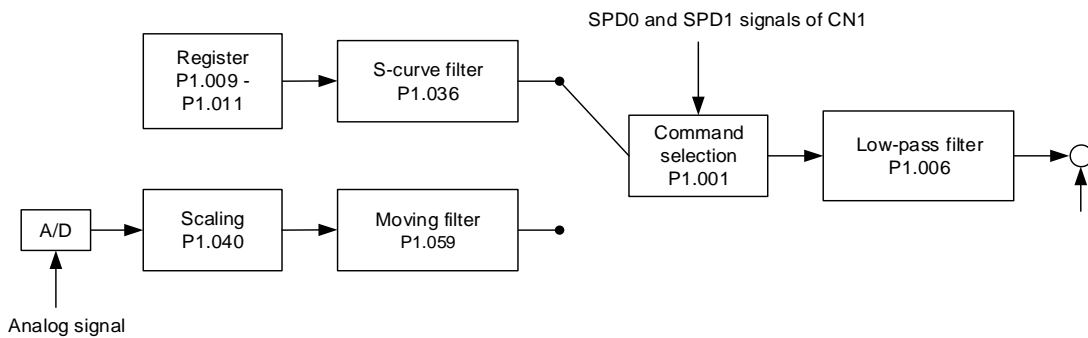 SPD0 and SPD1 signals of CN1
Register
P1.009 -
P1.011
S-curve filter
P1.036
Command
selection
P1.001
Low-pass filter
P1.006
A/D
Scaling
P1.040
Moving filter
P1.059
Analog signal